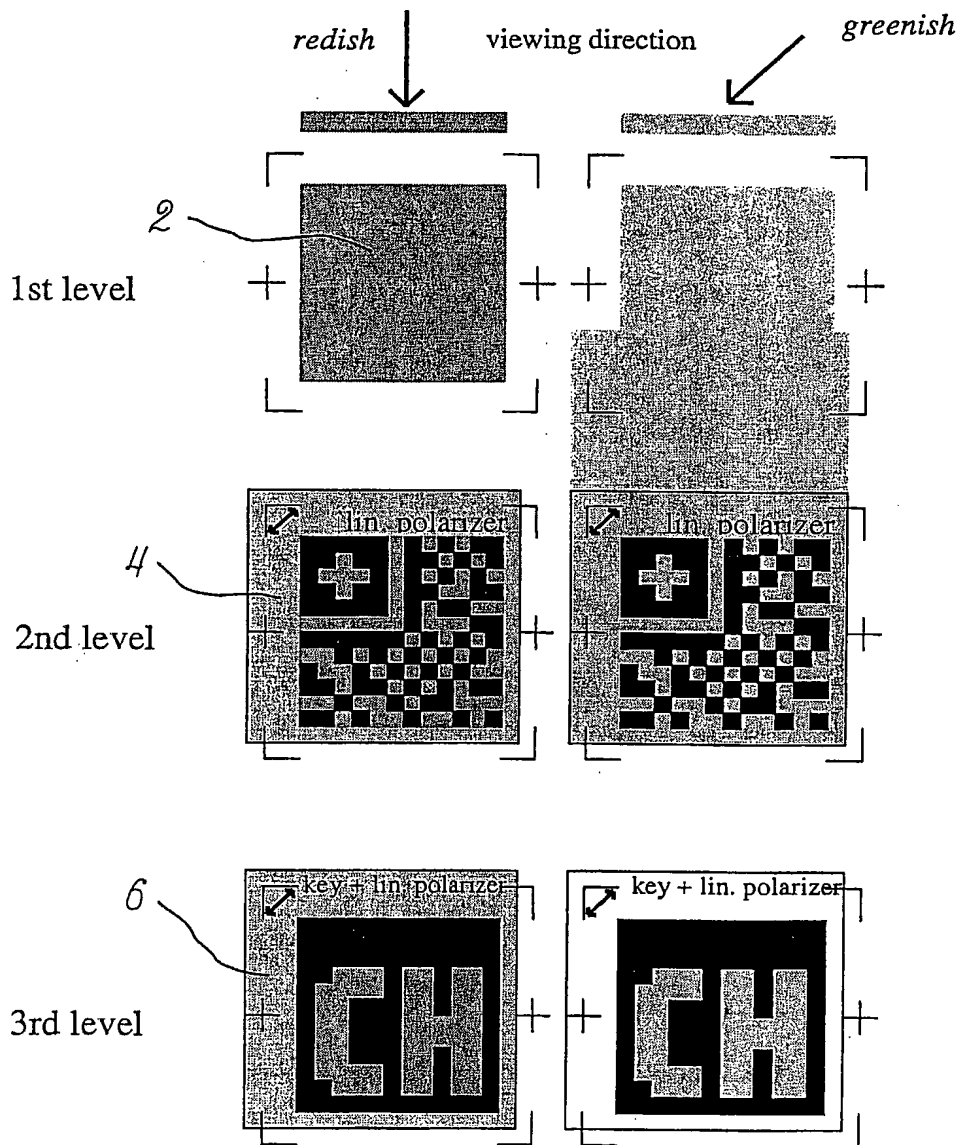 redish viewing direction greenish
2
1st level
lin. polarizer lin. polarizer
4
2nd level
key + lin. polarizer key + lin. polarizer
6
3rd level
CH CH